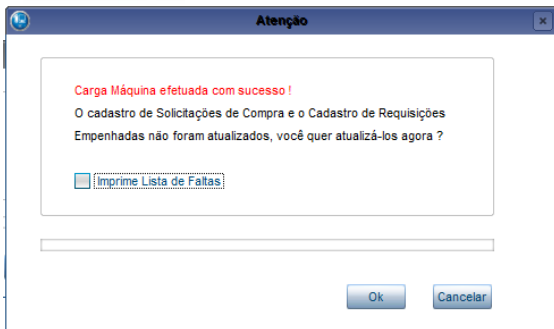 Atenção
Carga Máquina efetuada com sucesso !
O cadastro de Solicitações de Compra e o Cadastro de Requisições
Empenhadas não foram atualizados, você quer atualizá-los agora ?
Imprime Lista de Faltas
Ok Cancelar